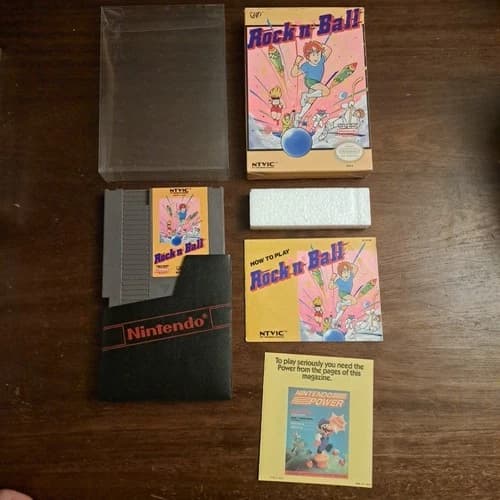 Rock n' Ball
NTVIC
NTVIC
Rock n' Ball
Nintendo®
HOW TO PLAY
Rock n' Ball
NTVIC
To play seriously you need the
Power from the pages of this
magazine.
NINTENDO
POWER